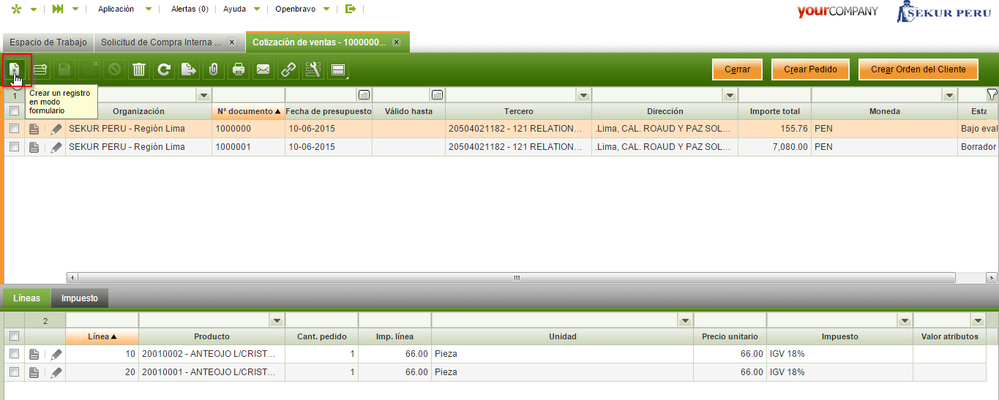 Aplicación
Alertas (0)
Ayuda
Openbravo
yourCOMPANY
SEKUR PERU
Espacio de Trabajo
Solicitud de Compra Interna ...
Cotización de ventas - 1000000...
Cerrar
Crear Pedido
Crear Orden del Cliente
Crear un registro
en modo
formulario
1
Organización Nº documento Fecha de presupuesto Válido hasta Tercero Dirección Importe total Moneda Esta
SEKUR PERU - Región Lima 1000000 10-06-2015 20504021182 - 121 RELATION... .Lima, CAL. ROAUD Y PAZ SOL... 155.76 PEN Bajo eval
SEKUR PERU - Región Lima 1000001 10-06-2015 20504021182 - 121 RELATION... .Lima, CAL. ROAUD Y PAZ SOL... 7,080.00 PEN Borrador
Líneas Impuesto
2
Línea Producto Cant. pedido Imp. línea Unidad Precio unitario Impuesto Valor atributos
10 20010002 - ANTEOJO L/CRIST... 1 66.00 Pieza 66.00 IGV 18%
20 20010001 - ANTEOJO L/CRIST... 1 66.00 Pieza 66.00 IGV 18%